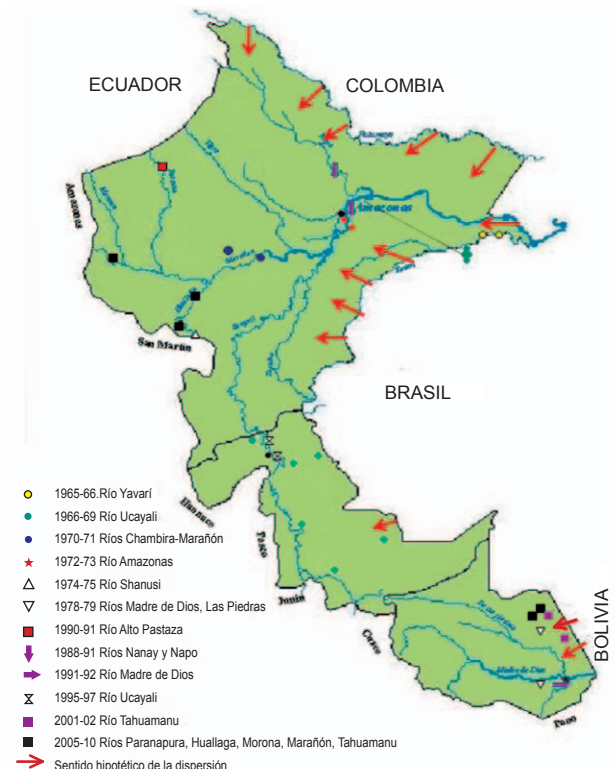 ECUADOR
COLOMBIA
Putumayo
Amazonas
Amazonas
Marañón
San Martín
BRASIL
Huanuco
Pasco
Junín
Cusco
Madre de Dios
Puno
BOLIVIA
1965-66.Río Yavarí
1966-69 Río Ucayali
1970-71 Ríos Chambira-Marañón
1972-73 Río Amazonas
1974-75 Río Shanusi
1978-79 Ríos Madre de Dios, Las Piedras
1990-91 Río Alto Pastaza
1988-91 Ríos Nanay y Napo
1991-92 Río Madre de Dios
1995-97 Río Ucayali
2001-02 Río Tahuamanu
2005-10 Ríos Paranapura, Huallaga, Morona, Marañón, Tahuamanu
Sentido hipotético de la dispersión